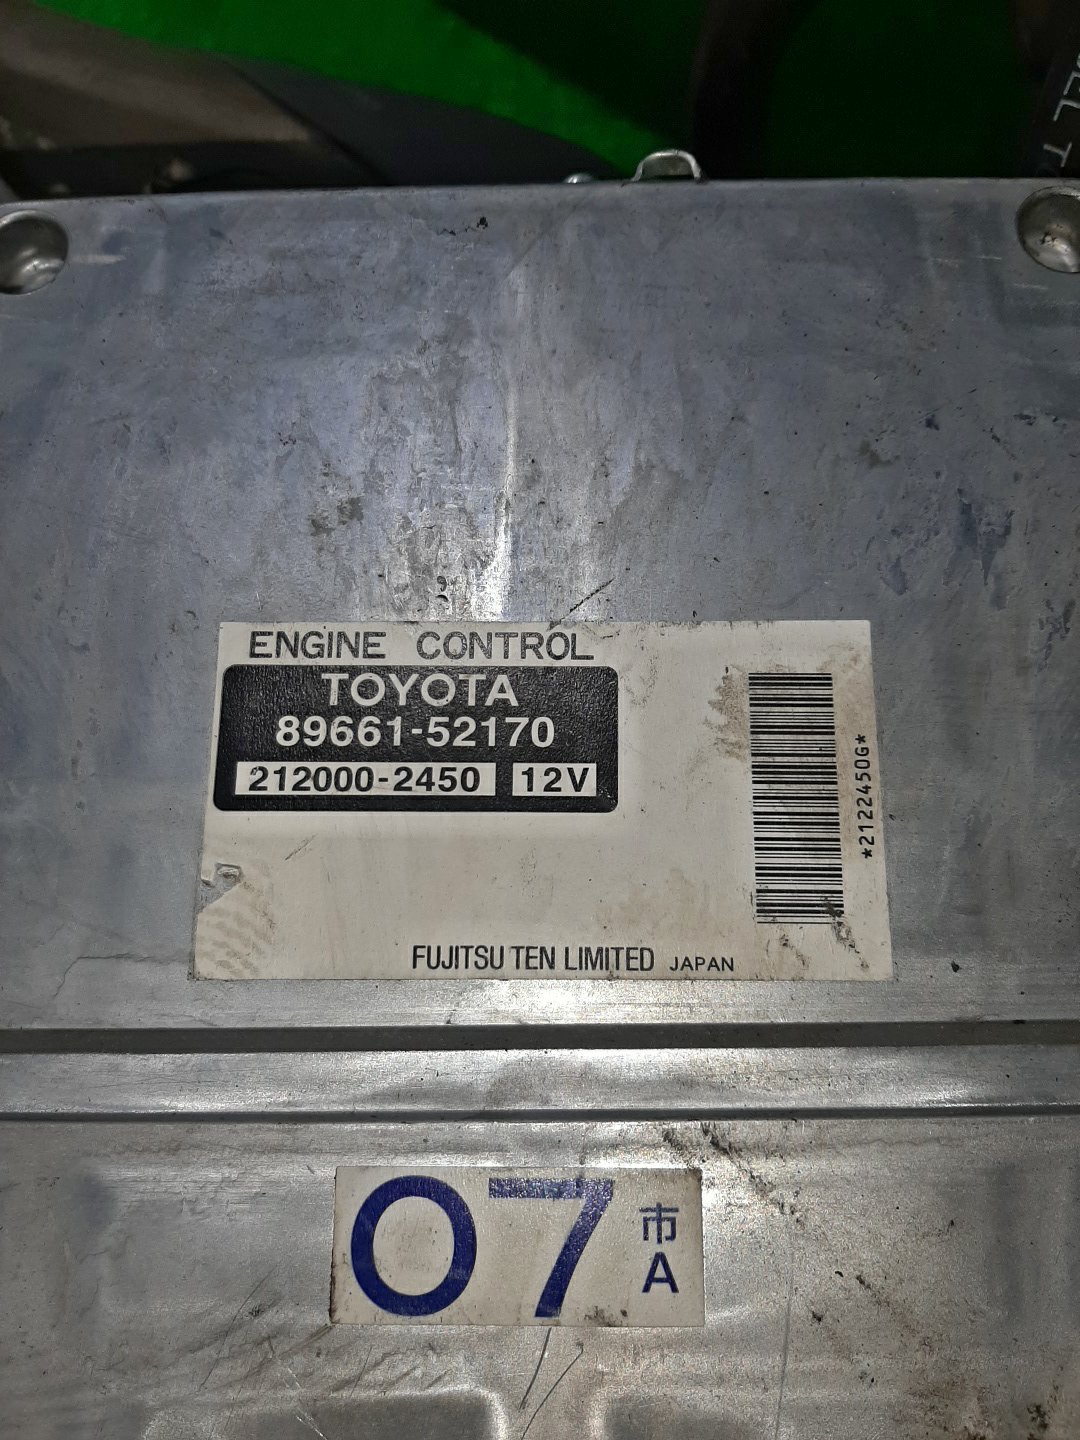 ENGINE CONTROL
TOYOTA
89661-52170
212000-2450 12V
*2122450G*
FUJITSU TEN LIMITED JAPAN
07 市
A